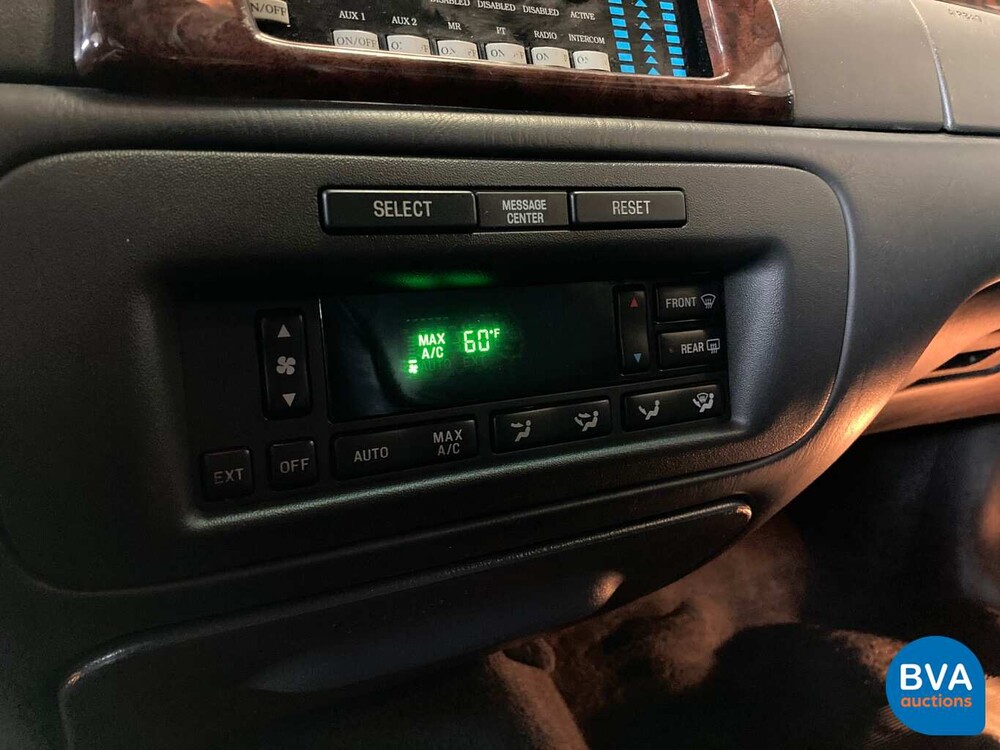 ON/OFF
DISABLED DISABLED DISABLED ACTIVE
AUX 1 AUX 2 MR PT RADIO INTERCOM
ON/OFF
SELECT MESSAGE CENTER RESET
FRONT
MAX A/C 60°F
REAR
AUTO MAX A/C
EXT OFF
BVA
auctions